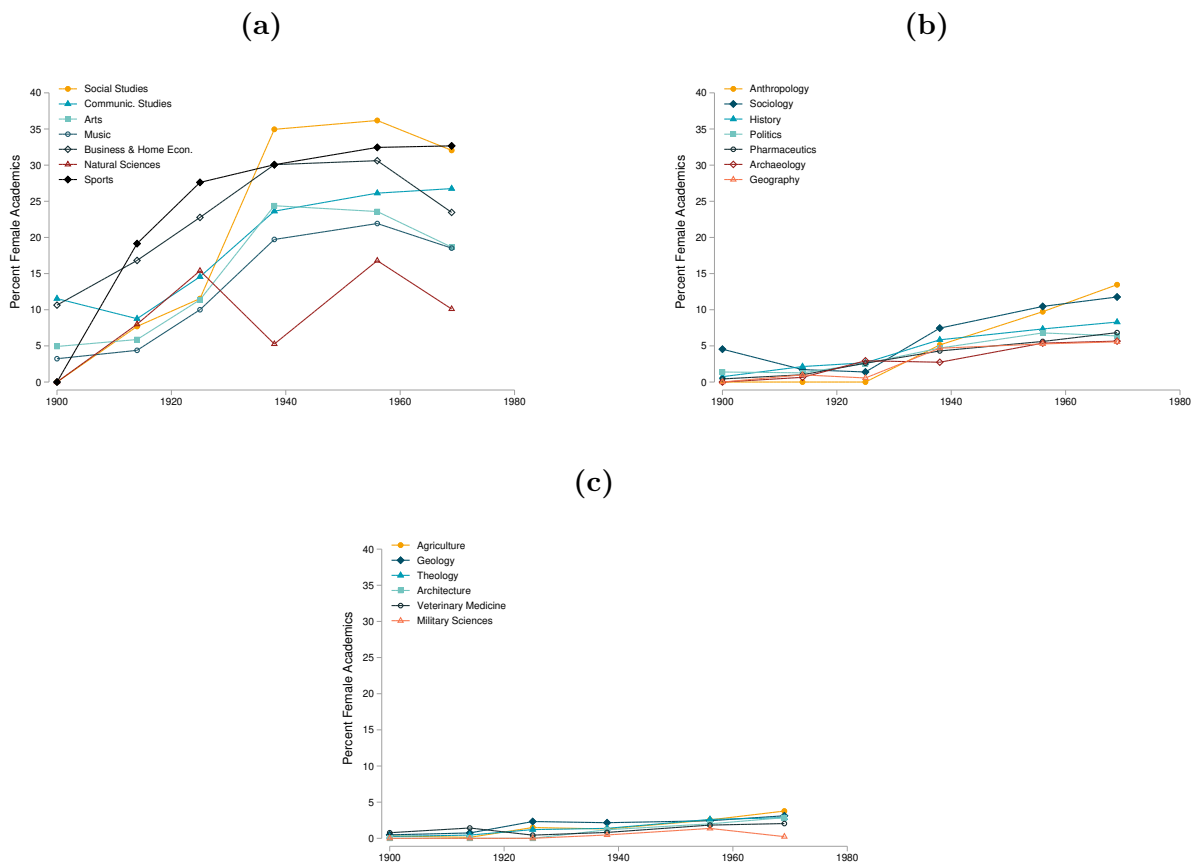 (a)
Percent Female Academics
40
35
30
25
20
15
10
5
0
Social Studies
Communic. Studies
Arts
Music
Business & Home Econ.
Natural Sciences
Sports
1900 1920 1940 1960 1980
(b)
Percent Female Academics
40
35
30
25
20
15
10
5
0
Anthropology
Sociology
History
Politics
Pharmaceutics
Archaeology
Geography
1900 1920 1940 1960 1980
(c)
Percent Female Academics
40
35
30
25
20
15
10
5
0
Agriculture
Geology
Theology
Architecture
Veterinary Medicine
Military Sciences
1900 1920 1940 1960 1980